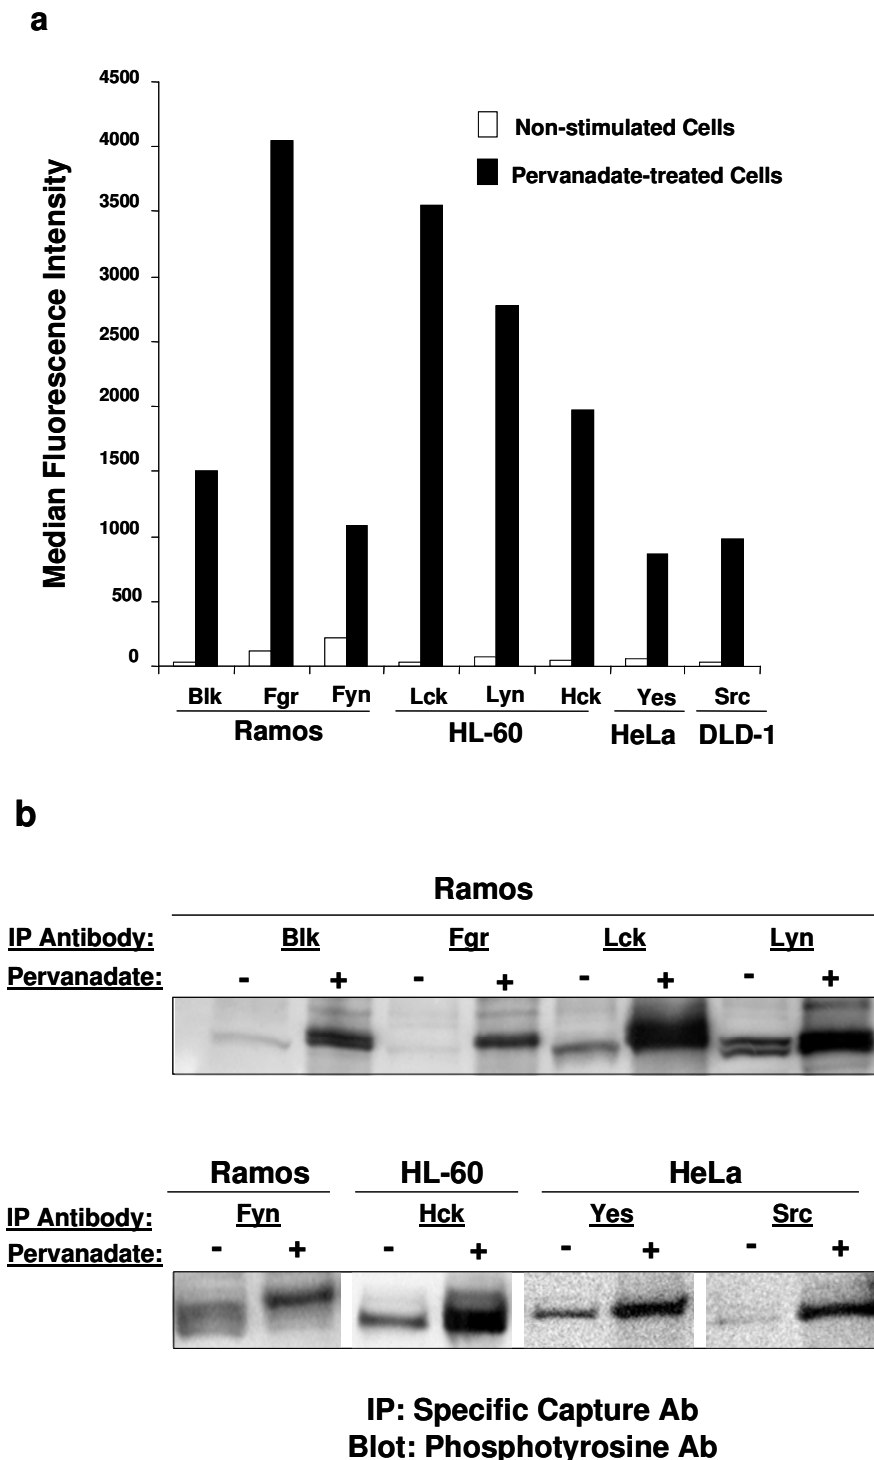 a
4500
4000
3500
3000
2500
2000
1500
1000
500
0
Median Fluorescence Intensity
Non-stimulated Cells
Pervanadate-treated Cells
Blk Fgr Fyn Lck Lyn Hck Yes Src
Ramos HL-60 HeLa DLD-1
b
Ramos
IP Antibody: Blk Fgr Lck Lyn
Pervanadate: - + - + - + - +
Ramos HL-60 HeLa
IP Antibody: Fyn Hck Yes Src
Pervanadate: - + - + - + - +
IP: Specific Capture Ab
Blot: Phosphotyrosine Ab